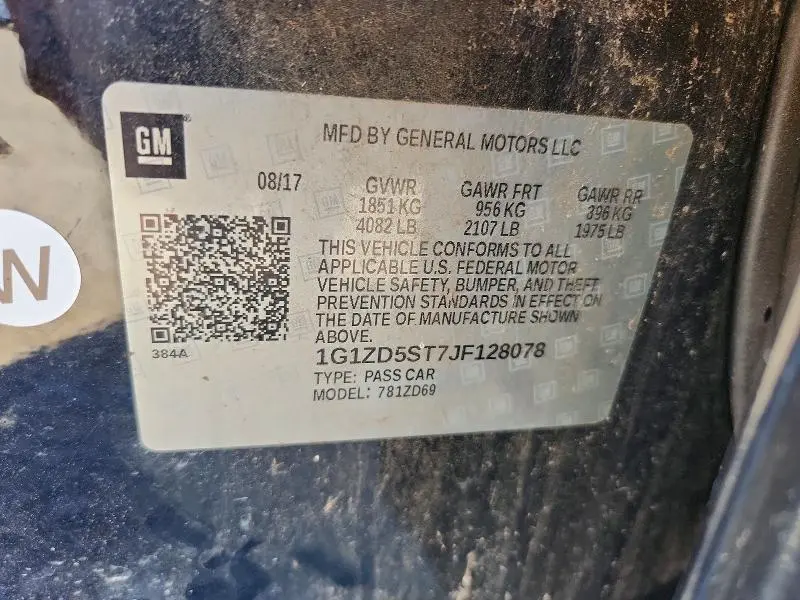 GM
MFD BY GENERAL MOTORS LLC
08/17 GVWR GAWR FRT GAWR RR
1851 KG 956 KG 396 KG
4082 LB 2107 LB 1975 LB
THIS VEHICLE CONFORMS TO ALL
APPLICABLE U.S. FEDERAL MOTOR
VEHICLE SAFETY, BUMPER, AND THEFT
PREVENTION STANDARDS IN EFFECT ON
THE DATE OF MANUFACTURE SHOWN
ABOVE.
384A
1G1ZD5ST7JF128078
TYPE: PASS CAR
MODEL: 781ZD69
W